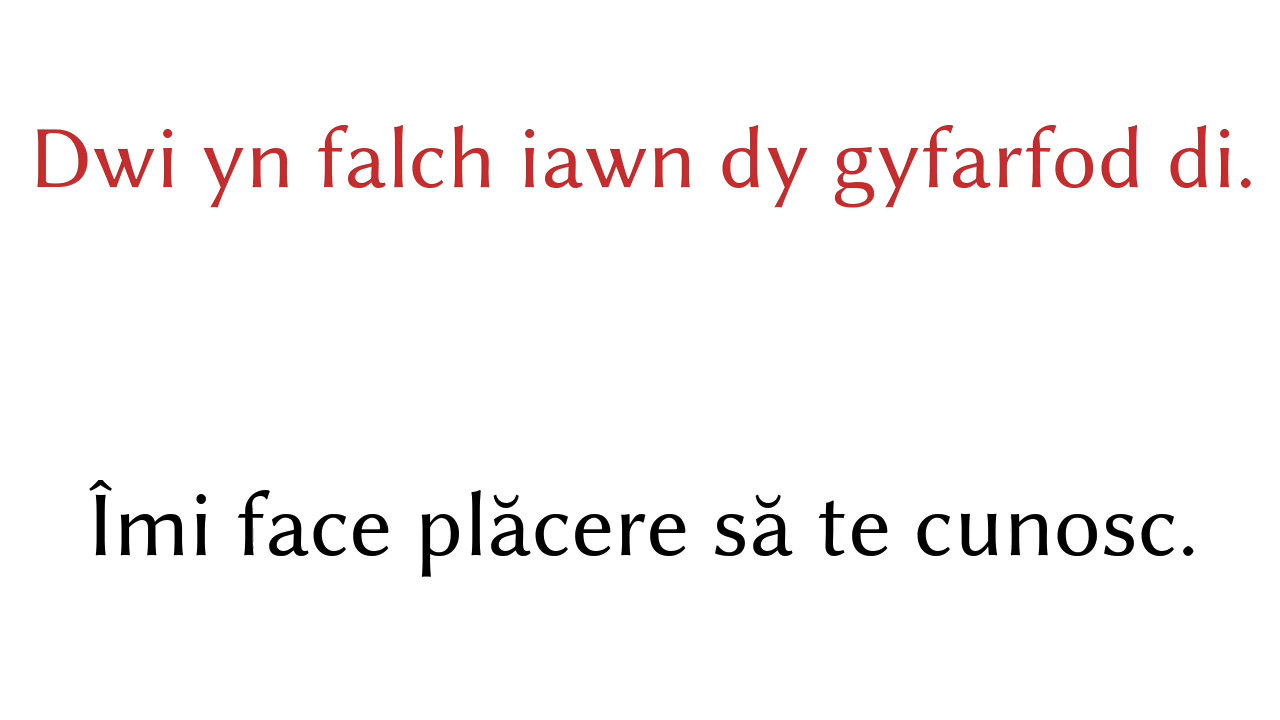 Dwi yn falch iawn dy gyfarfod di.
Îmi face plăcere să te cunosc.